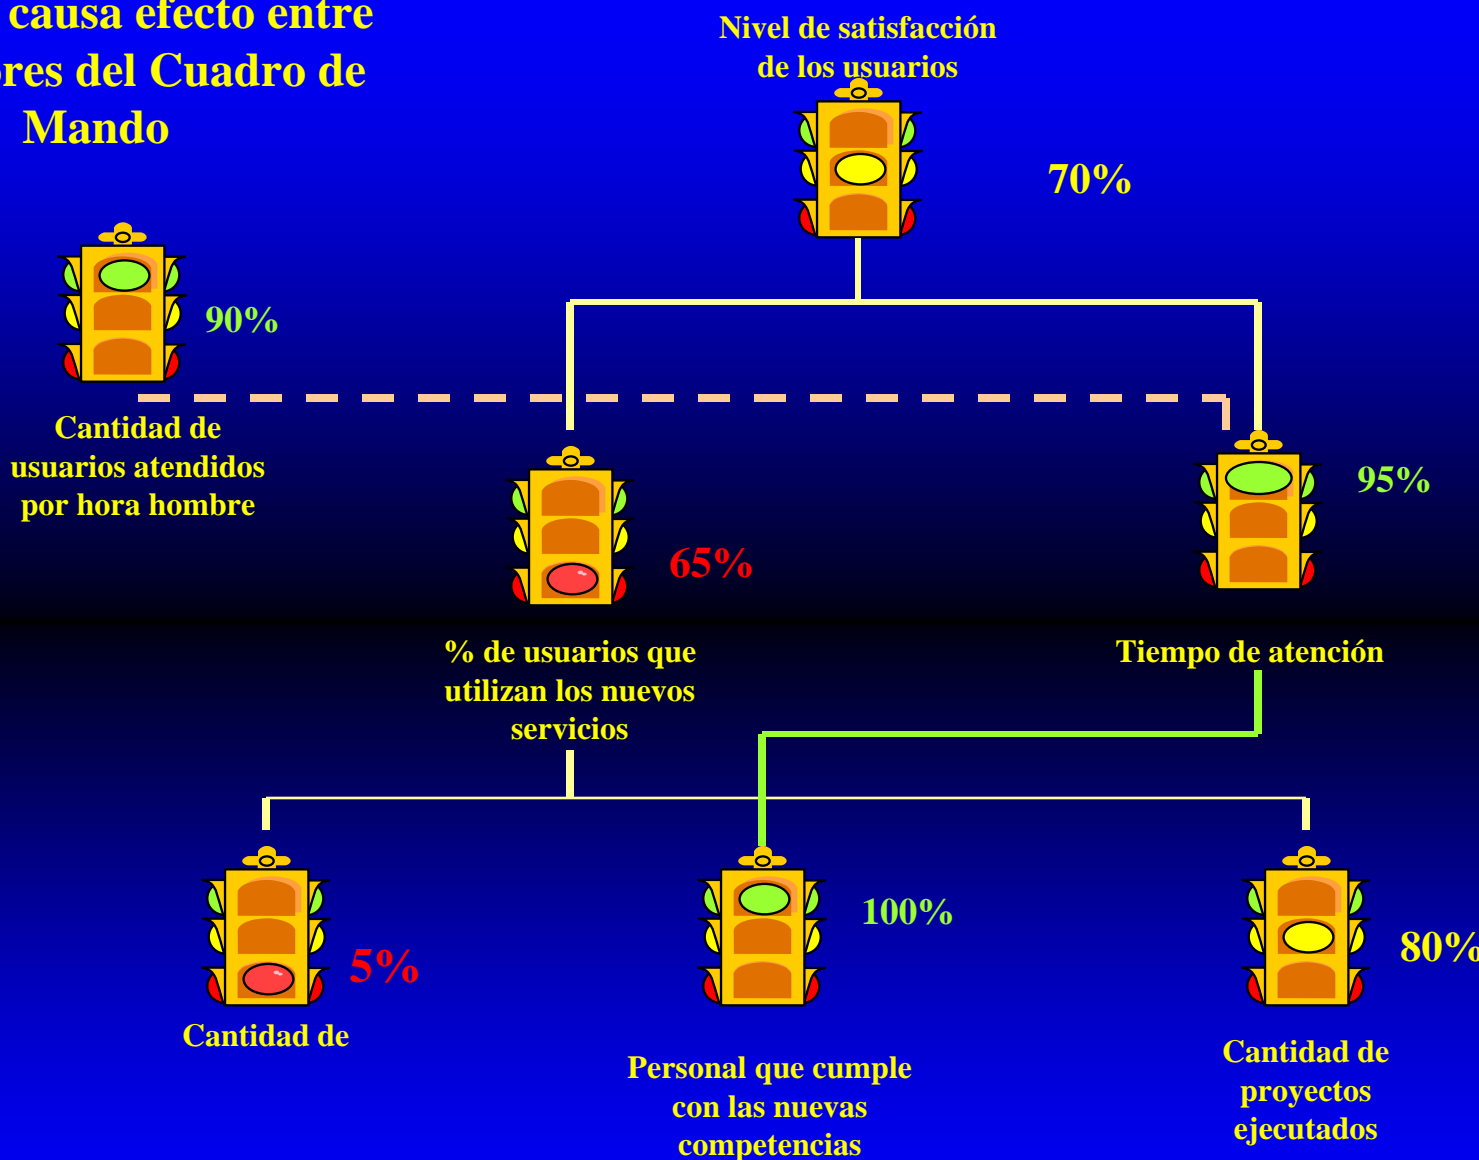 causa efecto entre
res del Cuadro de
Mando
Nivel de satisfacción
de los usuarios
70%
90%
Cantidad de
usuarios atendidos
por hora hombre
65%
95%
% de usuarios que
utilizan los nuevos
servicios
Tiempo de atención
5%
Cantidad de
100%
Personal que cumple
con las nuevas
competencias
80%
Cantidad de
proyectos
ejecutados